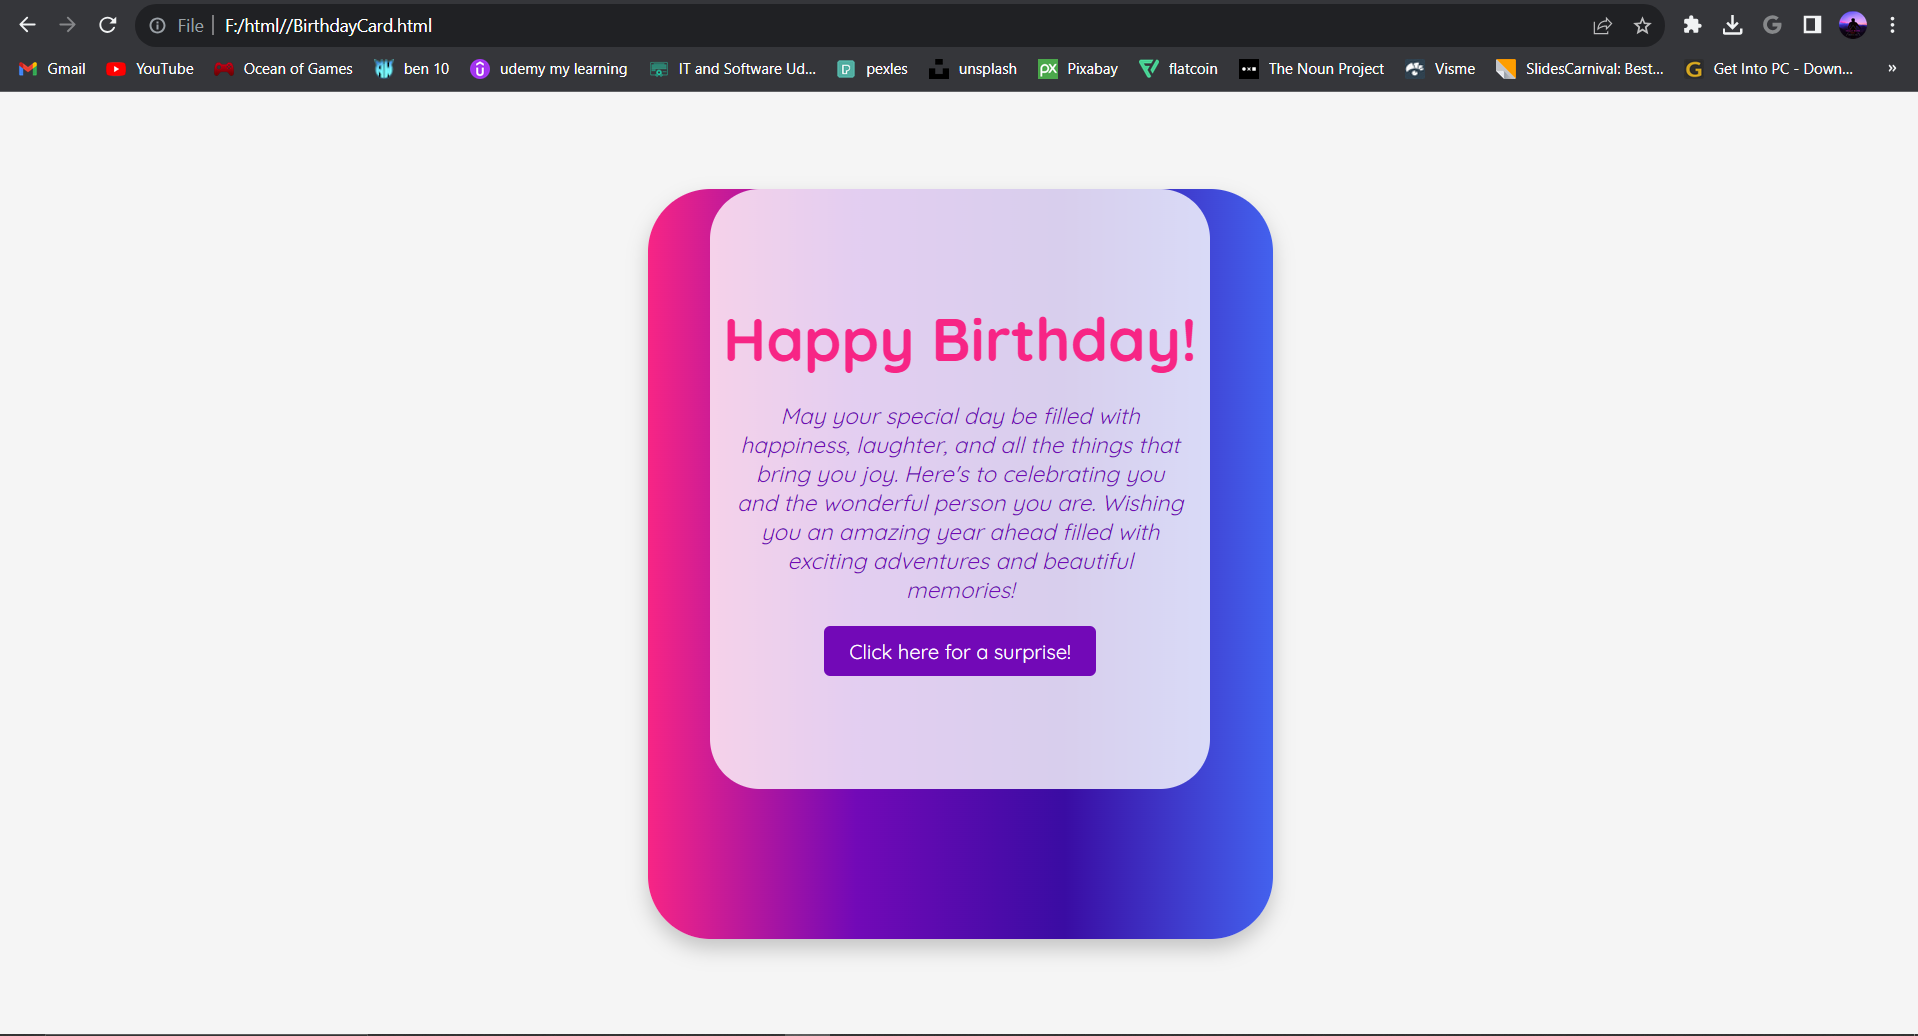 File | F:/html//BirthdayCard.html
Gmail YouTube Ocean of Games ben 10 udemy my learning IT and Software Ud... pexles unsplash Pixabay flatcoin The Noun Project Visme SlidesCarnival: Best... Get Into PC - Down... »
Happy Birthday!
May your special day be filled with
happiness, laughter, and all the things that
bring you joy. Here's to celebrating you
and the wonderful person you are. Wishing
you an amazing year ahead filled with
exciting adventures and beautiful
memories!
Click here for a surprise!